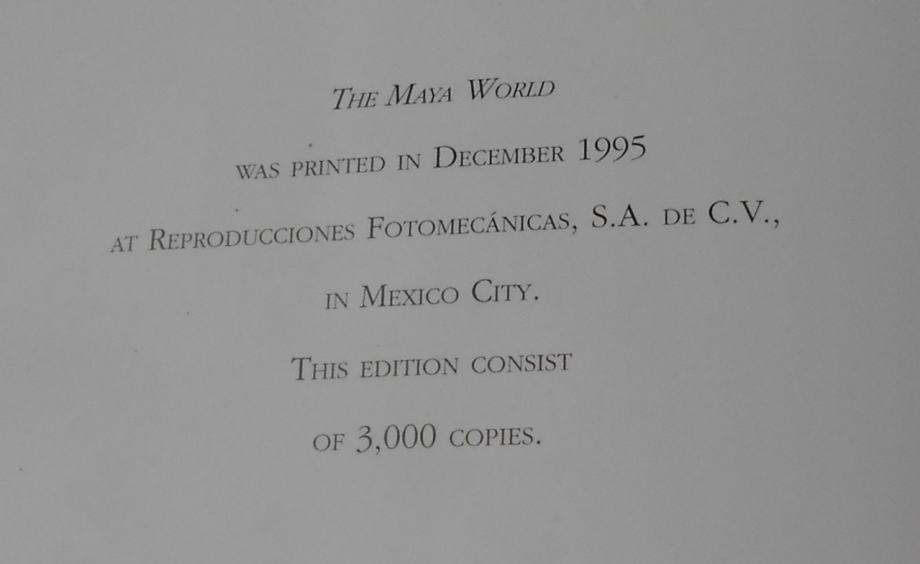 The Maya World
was printed in December 1995
at Reproducciones Fotomecánicas, S.A. de C.V.,
in Mexico City.
This edition consist
of 3,000 copies.